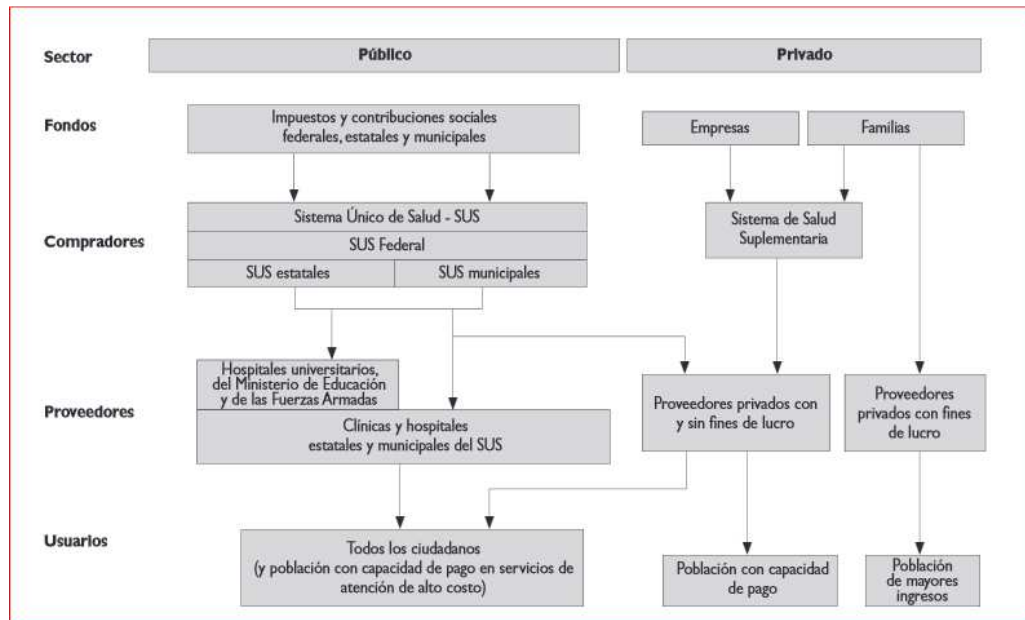 Sector
Público
Privado
Fondos
Impuestos y contribuciones sociales
federales, estatales y municipales
Empresas
Famílias
Compradores
Sistema Único de Salud - SUS
SUS Federal
SUS estatales
SUS municipales
Sistema de Salud
Suplementaria
Proveedores
Hospitales universitarios,
del Ministerio de Educación
y de las Fuerzas Armadas
Clínicas y hospitales
estatales y municipales del SUS
Proveedores privados con
y sin fines de lucro
Proveedores
privados con fines
de lucro
Usuarios
Todos los ciudadanos
(y población con capacidad de pago en servicios de
atención de alto costo)
Población con capacidad
de pago
Población
de mayores
ingresos